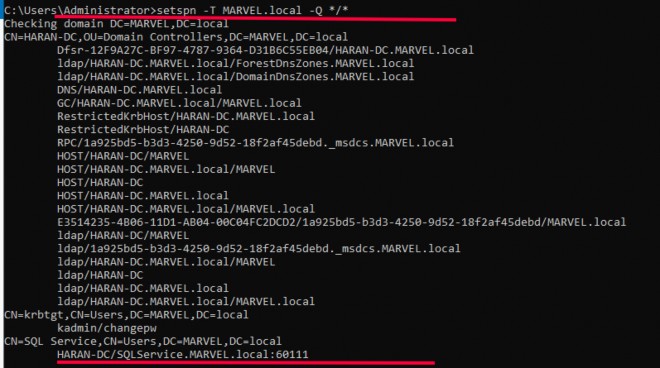 C:\Users\Administrator>setspn -T MARVEL.local -Q */*
Checking domain DC=MARVEL,DC=local
CN=HARAN-DC,OU=Domain Controllers,DC=MARVEL,DC=local
Dfsr-12F9A27C-BF97-4787-9364-D31B6C55EB04/HARAN-DC.MARVEL.local
ldap/HARAN-DC.MARVEL.local/ForestDnsZones.MARVEL.local
ldap/HARAN-DC.MARVEL.local/DomainDnsZones.MARVEL.local
DNS/HARAN-DC.MARVEL.local
GC/HARAN-DC.MARVEL.local/MARVEL.local
RestrictedKrbHost/HARAN-DC.MARVEL.local
RestrictedKrbHost/HARAN-DC
RPC/1a925bd5-b3d3-4250-9d52-18f2af45debd._msdcs.MARVEL.local
HOST/HARAN-DC/MARVEL
HOST/HARAN-DC.MARVEL.local/MARVEL
HOST/HARAN-DC
HOST/HARAN-DC.MARVEL.local
HOST/HARAN-DC.MARVEL.local/MARVEL.local
E3514235-4B06-11D1-AB04-00C04FC2DCD2/1a925bd5-b3d3-4250-9d52-18f2af45debd/MARVEL.local
ldap/HARAN-DC/MARVEL
ldap/1a925bd5-b3d3-4250-9d52-18f2af45debd._msdcs.MARVEL.local
ldap/HARAN-DC.MARVEL.local/MARVEL
ldap/HARAN-DC
ldap/HARAN-DC.MARVEL.local
ldap/HARAN-DC.MARVEL.local/MARVEL.local
CN=krbtgt,CN=Users,DC=MARVEL,DC=local
kadmin/changepw
CN=SQL Service,CN=Users,DC=MARVEL,DC=local
HARAN-DC/SQLService.MARVEL.local:60111